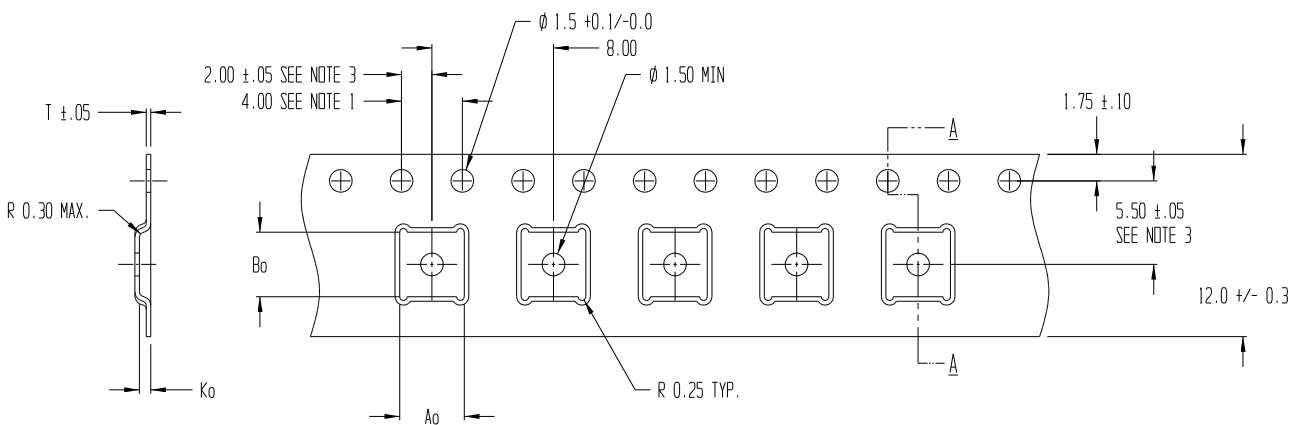 Ø 1.5 +0.1/-0.0
8.00
2.00 ±.05 SEE NOTE 3
Ø 1.50 MIN
4.00 SEE NOTE 1
T ±.05
1.75 ±.10
A
R 0.30 MAX.
5.50 ±.05
SEE NOTE 3
Bo
12.0 +/- 0.3
A
Ko
R 0.25 TYP.
Ao